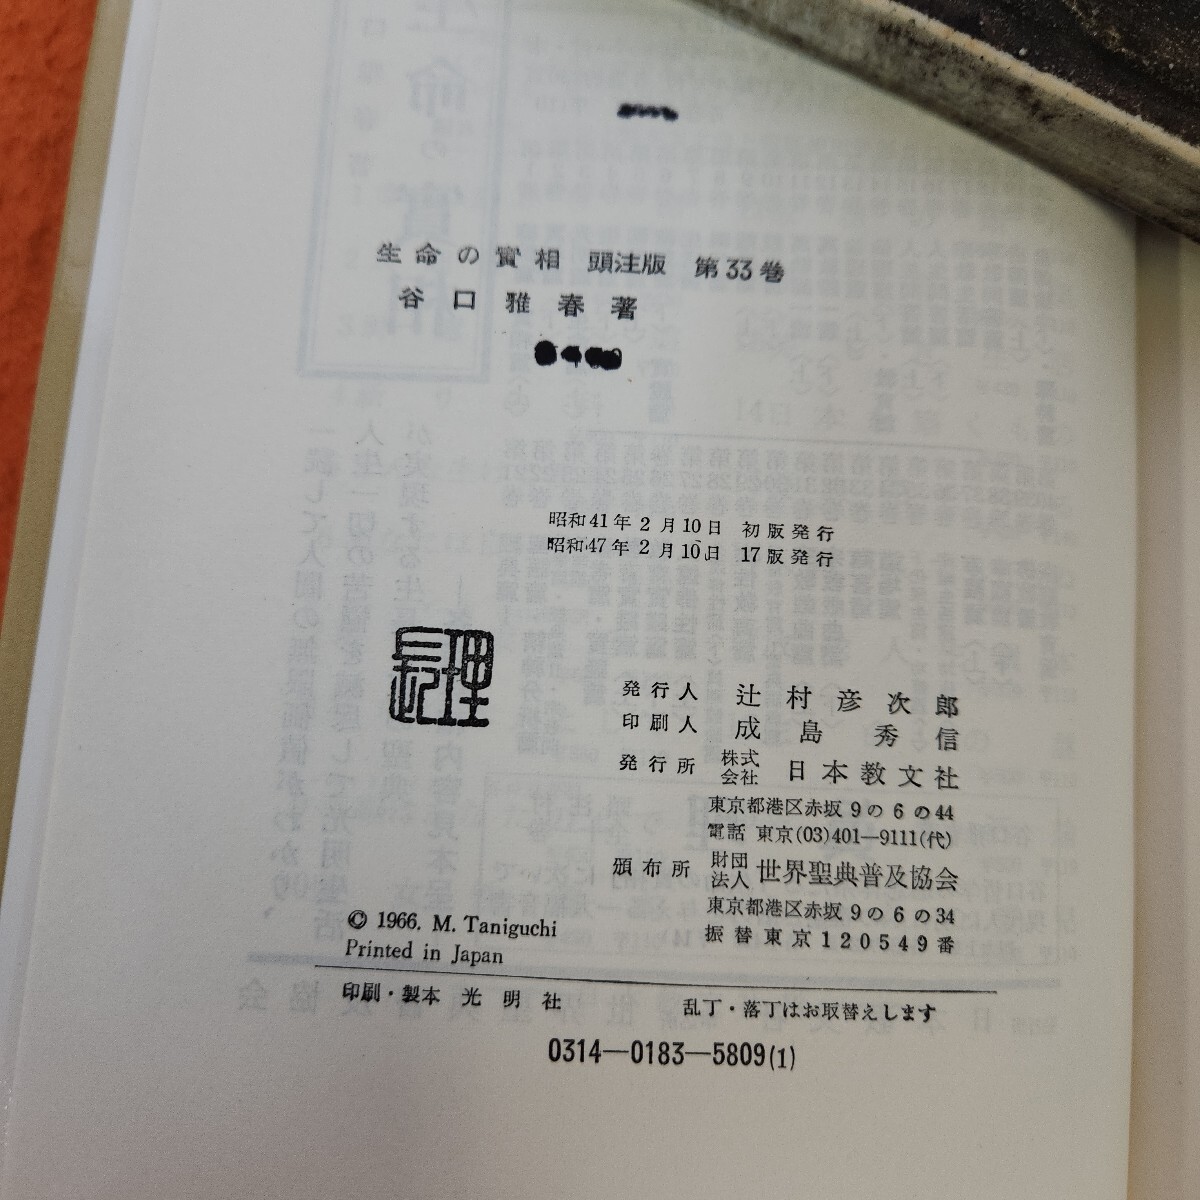 生命の實相 頭注版 第33巻
谷口雅春著
昭和41年2月10日 初版発行
昭和47年2月10日 17版発行
発行人 辻村彦次郎
印刷人 成島秀信
発行所 株式会社 日本教文社
東京都港区赤坂9の6の44
電話 東京(03)401—9111(代)
頒布所 財団法人 世界聖典普及協会
東京都港区赤坂9の6の34
振替東京120549番
© 1966. M. Taniguchi
Printed in Japan
印刷・製本 光明社
乱丁・落丁はお取替えします
0314—0183—5809(1)